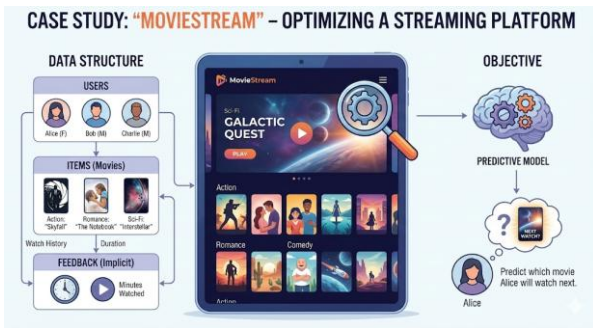 CASE STUDY: "MOVIESTREAM" – OPTIMIZING A STREAMING PLATFORM
DATA STRUCTURE
USERS
Alice (F) Bob (M) Charlie (M)
ITEMS (Movies)
Action: "Skyfall"
Romance: "The Notebook"
Sci-Fi: "Interstellar"
Watch History
Duration
FEEDBACK (Implicit)
Minutes
Watched
MovieStream
Sci-Fi
GALACTIC
QUEST
PLAY
Action
Romance
Comedy
Action
OBJECTIVE
PREDICTIVE MODEL
?
NEXT
Alice
Predict which movie
Alice will watch next.